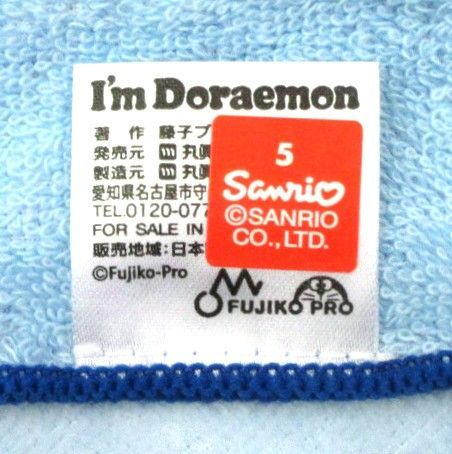 I'm Doraemon
著 作 藤子プ
発売元 丸眞
製造元 丸眞
愛知県名古屋市守
TEL.0120-077
FOR SALE IN
販売地域:日本
©Fujiko-Pro
5
Sanrio
©SANRIO
CO., LTD.
FUJIKO PRO